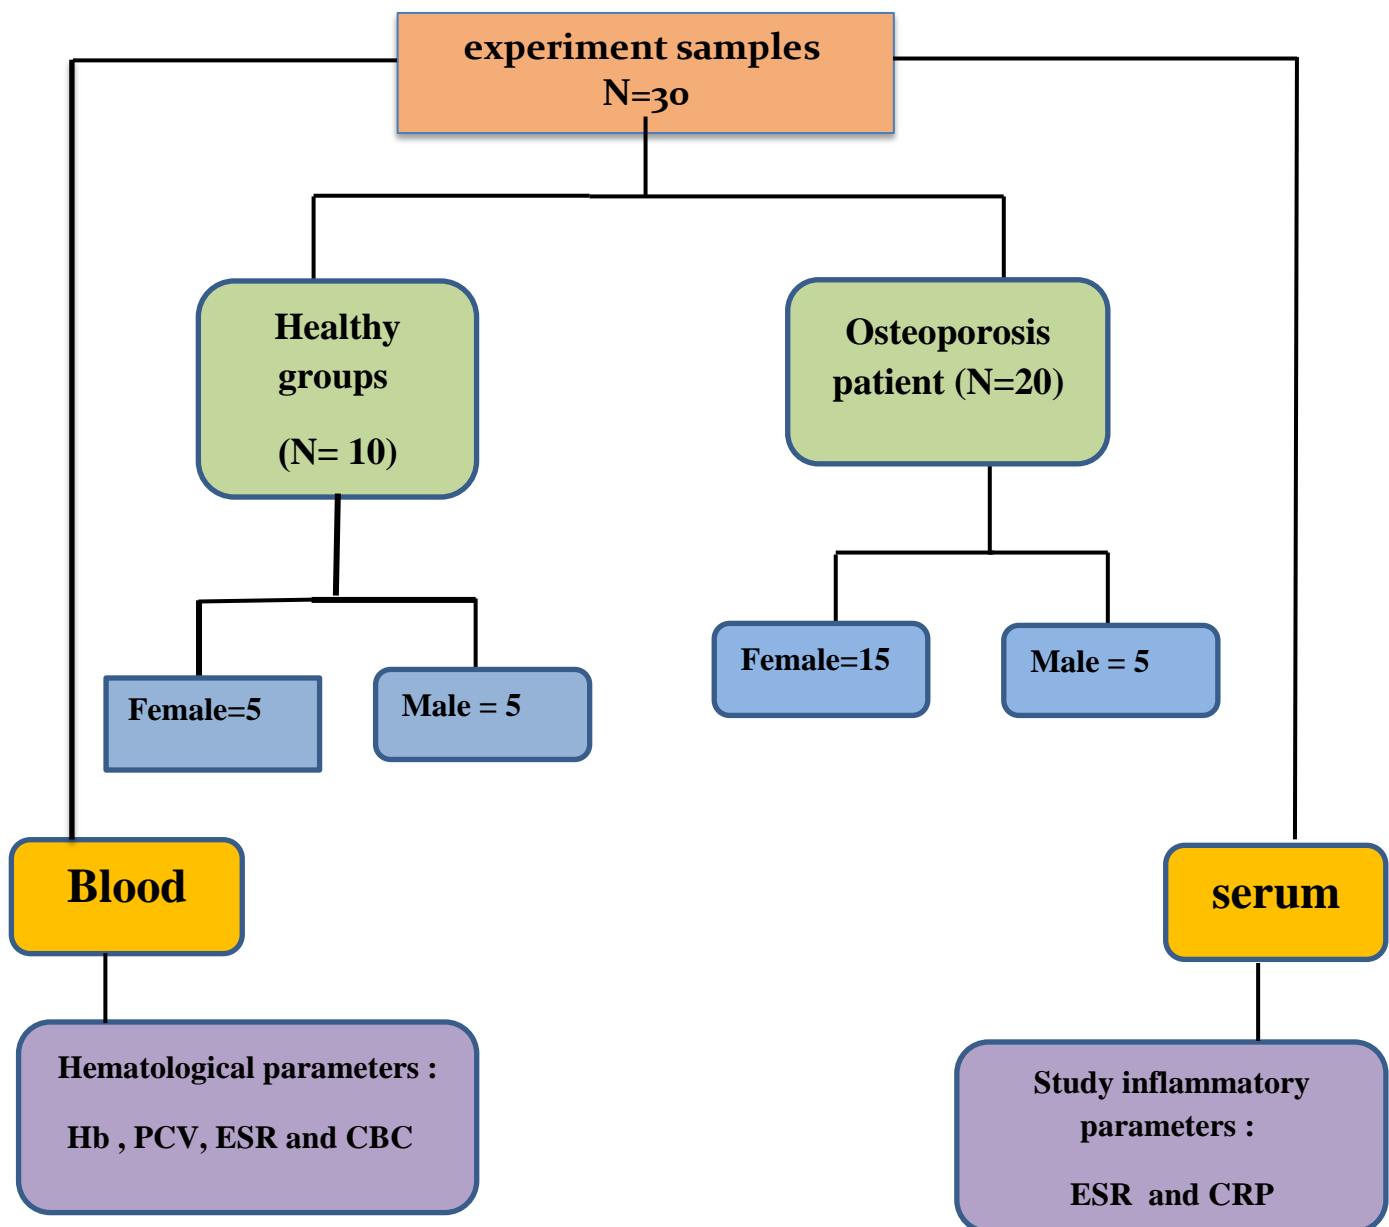 experiment samples
N=30
Healthy
groups
(N= 10)
Osteoporosis
patient (N=20)
Female=5
Male = 5
Female=15
Male = 5
Blood
serum
Hematological parameters :
Hb , PCV, ESR and CBC
Study inflammatory
parameters :
ESR and CRP